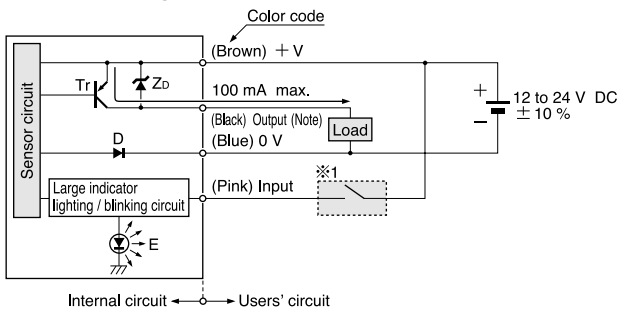 Color code
(Brown) + V
Tr
ZD
100 mA max.
+
12 to 24 V DC
± 10 %
−
Sensor circuit
(Black) Output (Note)
Load
D
(Blue) 0 V
※1
Large indicator
lighting / blinking circuit
(Pink) Input
E
Internal circuit
Users' circuit